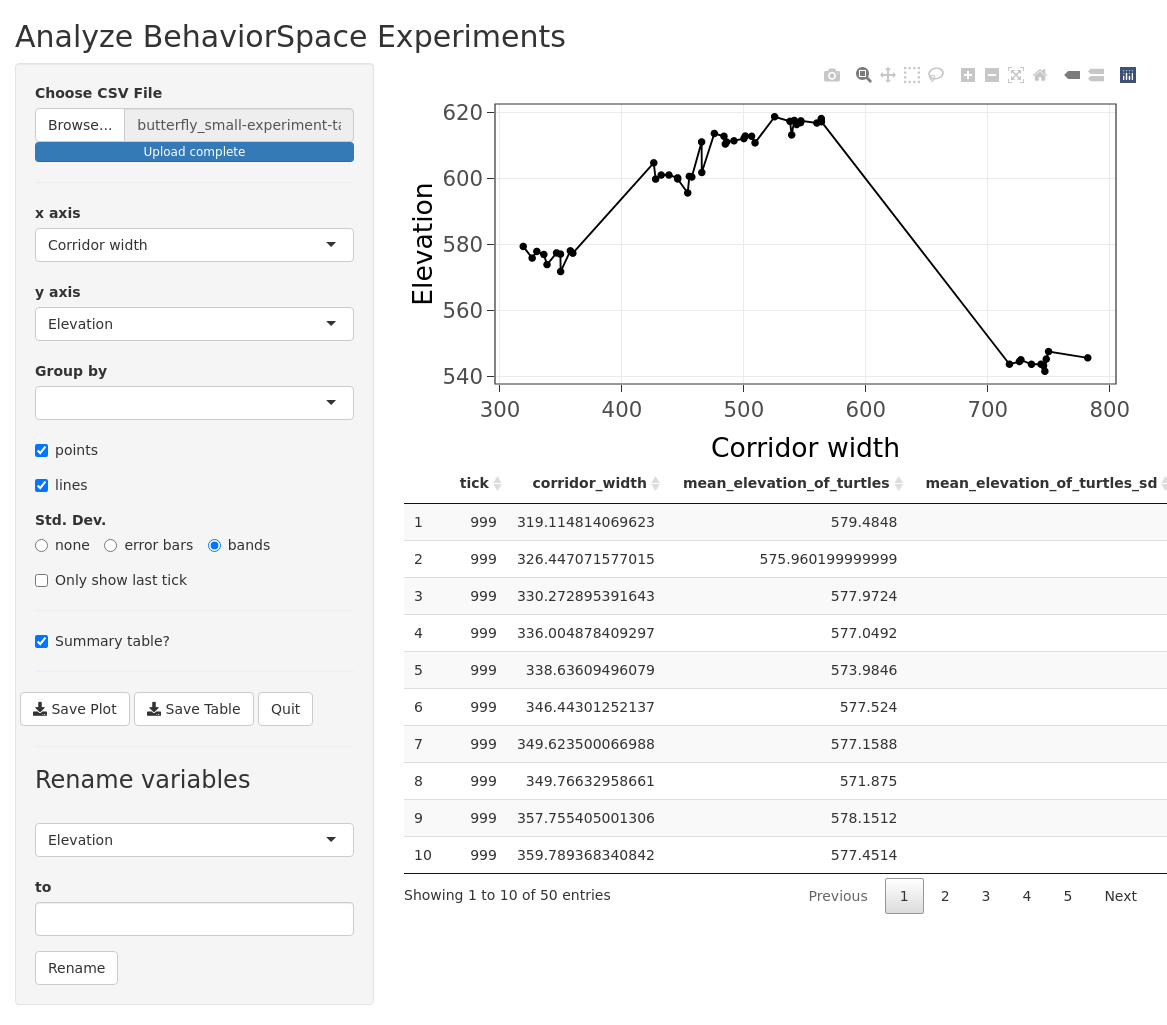 Analyze BehaviorSpace Experiments
Choose CSV File
Browse... butterfly_small-experiment-ta
Upload complete
x axis
Corridor width
y axis
Elevation
Group by
points
lines
Std. Dev.
none error bars bands
Only show last tick
Summary table?
Save Plot Save Table Quit
Rename variables
Elevation
to
Rename
620
600
580
560
540
Elevation
300 400 500 600 700 800
Corridor width
tick corridor_width mean_elevation_of_turtles mean_elevation_of_turtles_sd
1 999 319.114814069623 579.4848
2 999 326.447071577015 575.960199999999
3 999 330.272895391643 577.9724
4 999 336.004878409297 577.0492
5 999 338.63609496079 573.9846
6 999 346.44301252137 577.524
7 999 349.623500066988 577.1588
8 999 349.76632958661 571.875
9 999 357.755405001306 578.1512
10 999 359.789368340842 577.4514
Showing 1 to 10 of 50 entries
Previous 1 2 3 4 5 Next